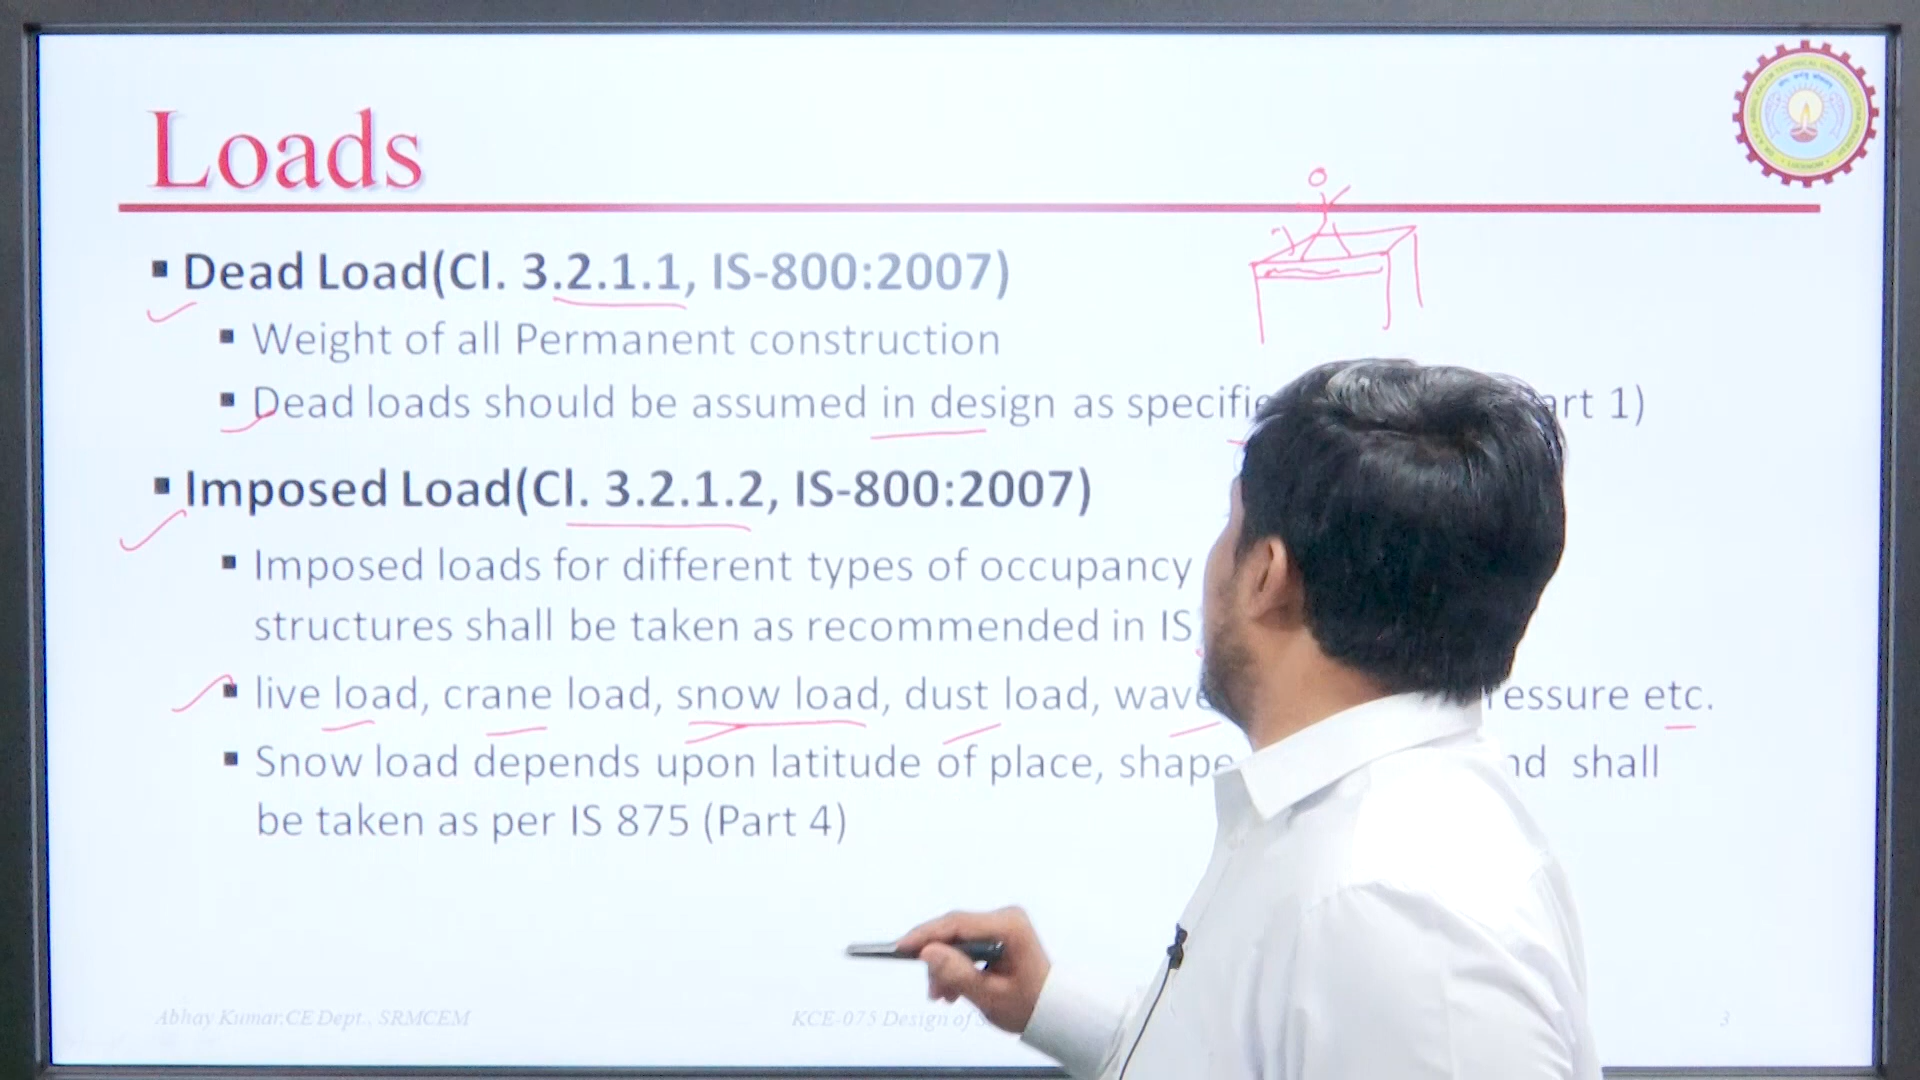 Loads
▪ Dead Load(Cl. 3.2.1.1, IS-800:2007)
▪ Weight of all Permanent construction
▪ Dead loads should be assumed in design as art 1)
▪ Imposed Load(Cl. 3.2.1.2, IS-800:2007)
▪ Imposed loads for different types of occupancy
structures shall be taken as recommended in IS
▪ live load, crane load, snow load, dust load, etc.
▪ Snow load depends upon latitude of place, shape shall
be taken as per IS 875 (Part 4)
Abhay Kumar,CE Dept., SRMCEM
KCE-075 Design of
3